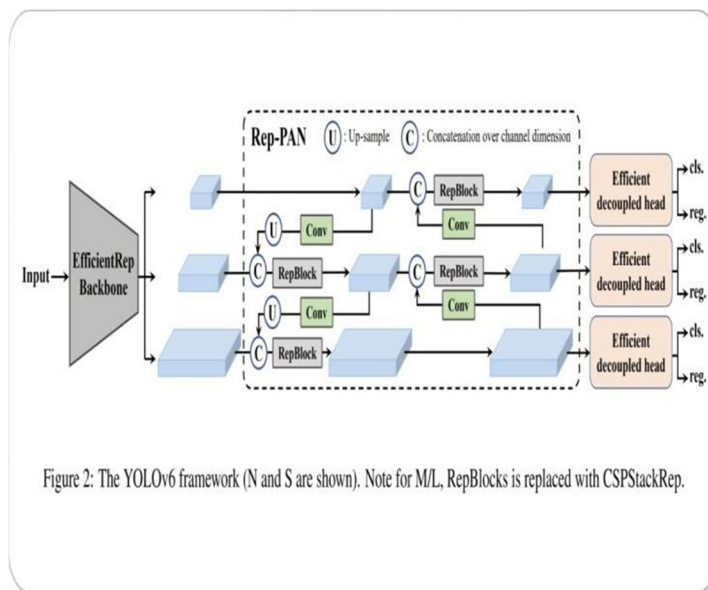 Rep-PAN U : Up-sample C : Concatenation over channel dimension
Input
EfficientRep
Backbone
C RepBlock
Efficient
decoupled head
cls.
reg.
U Conv
Conv
C RepBlock
C RepBlock
Efficient
decoupled head
cls.
reg.
U Conv
Conv
C RepBlock
Efficient
decoupled head
cls.
reg.
Figure 2: The YOLOv6 framework (N and S are shown). Note for M/L, RepBlocks is replaced with CSPStackRep.